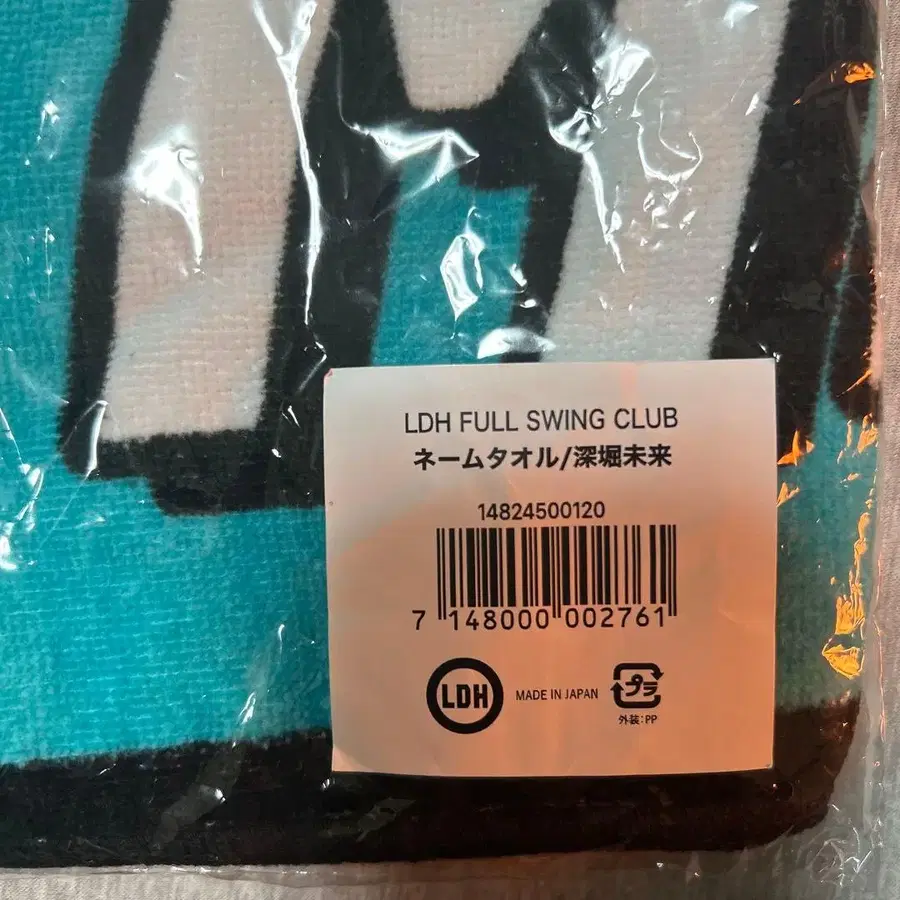 LDH FULL SWING CLUB
ネームタオル/深堀未来
14824500120
7 148000 002761
LDH
MADE IN JAPAN
プラ
外装:PP